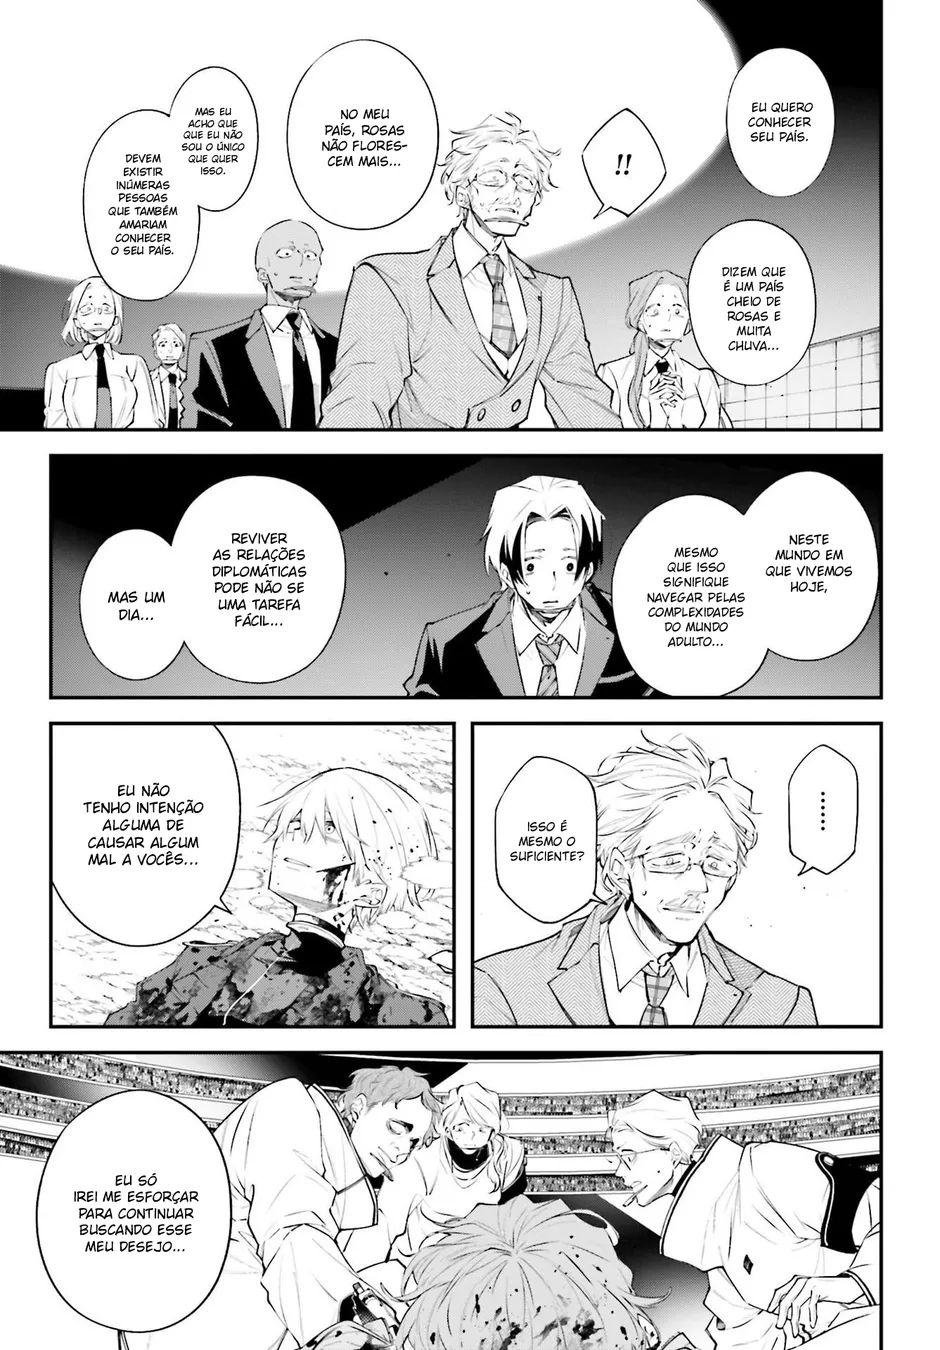 EU QUERO
CONHECER
SEU PAÍS.
DIZEM QUE
É UM PAÍS
CHEIO DE
ROSAS E
MUITA
CHUVA...
!!
NO MEU
PAÍS, ROSAS
NÃO FLORES-
CEM MAIS...
MAS EU
ACHO QUE
QUE EU NÃO
SOU O ÚNICO
QUE QUER
ISSO.
DEVEM
EXISTIR
INÚMERAS
PESSOAS
QUE TAMBÉM
AMARIAM
CONHECER
O SEU PAÍS.
NESTE
MUNDO EM
QUE VIVEMOS
HOJE,
MESMO
QUE ISSO
SIGNIFIQUE
NAVEGAR PELAS
COMPLEXIDADES
DO MUNDO
ADULTO...
REVIVER
AS RELAÇÕES
DIPLOMÁTICAS
PODE NÃO SE
UMA TAREFA
FÁCIL...
MAS UM
DIA...
........
ISSO É
MESMO O
SUFICIENTE?
EU NÃO
TENHO INTENÇÃO
ALGUMA DE
CAUSAR ALGUM
MAL A VOCÊS...
EU SÓ
IREI ME ESFORÇAR
PARA CONTINUAR
BUSCANDO ESSE
MEU DESEJO...